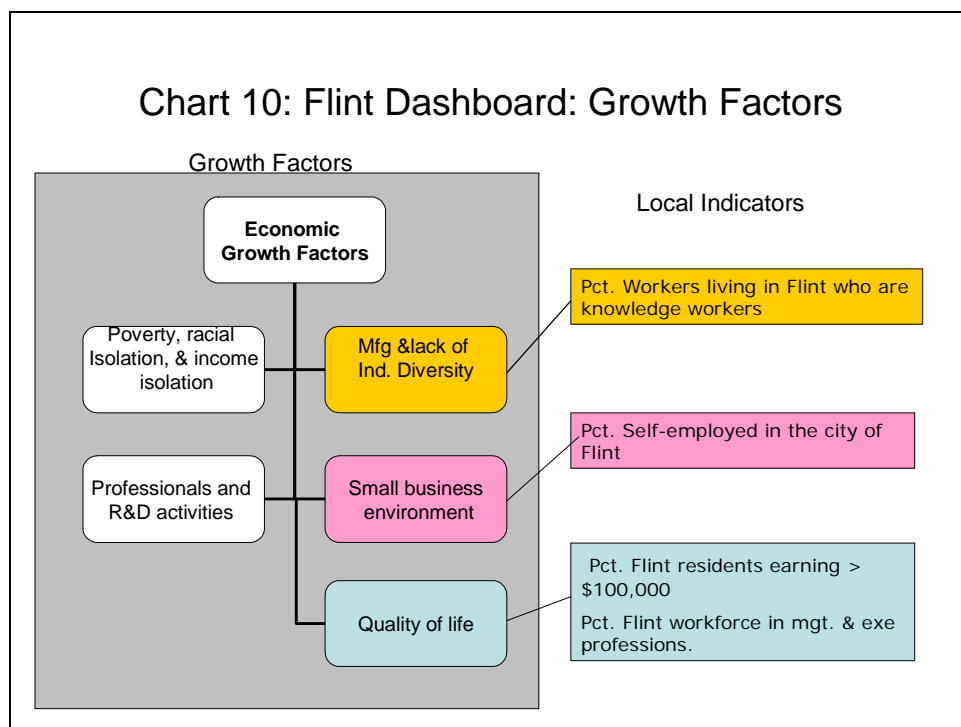 Chart 10: Flint Dashboard: Growth Factors
Growth Factors
Local Indicators
Economic
Growth Factors
Pct. Workers living in Flint who are
knowledge workers
Poverty, racial
Isolation, & income
isolation
Mfg &lack of
Ind. Diversity
Pct. Self-employed in the city of
Flint
Professionals and
R&D activities
Small business
environment
Pct. Flint residents earning >
$100,000
Pct. Flint workforce in mgt. & exe
professions.
Quality of life